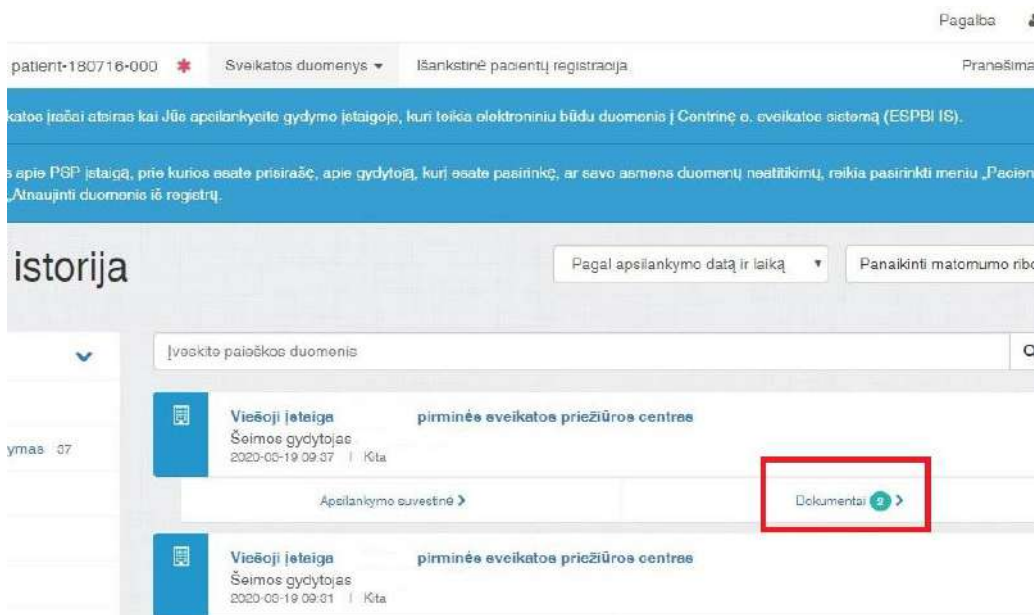 Pagalba
patient-180716-000 Sveikatos duomenys Išankstinė pacientų registracija Pranešima
katos įrašai atsiras kai Jūs apsilankysite gydymo įstaigoje, kuri teikia elektroniniu būdu duomenis į Centrinę e. sveikatos sistemą (ESPBI IS).
s apie PSP įstaigą, prie kurios esate prisirašę, apie gydytoją, kurį esate pasirinkę, ar savo asmens duomenų neatitikimų, reikia pasirinkti meniu „Pacien
„Atnaujinti duomenis iš registrų.
istorija
Pagal apsilankymo datą ir laiką Panaikinti matomumo ribo
Įveskite paieškos duomenis
Viešoji įstaiga pirminės sveikatos priežiūros centras
Šeimos gydytojas
ymas 37
2020-03-19 09:37 | Kita
Apsilankymo suvestinė Dokumentai 2
Viešoji įstaiga pirminės sveikatos priežiūros centras
Šeimos gydytojas
2020-03-19 09:31 | Kita